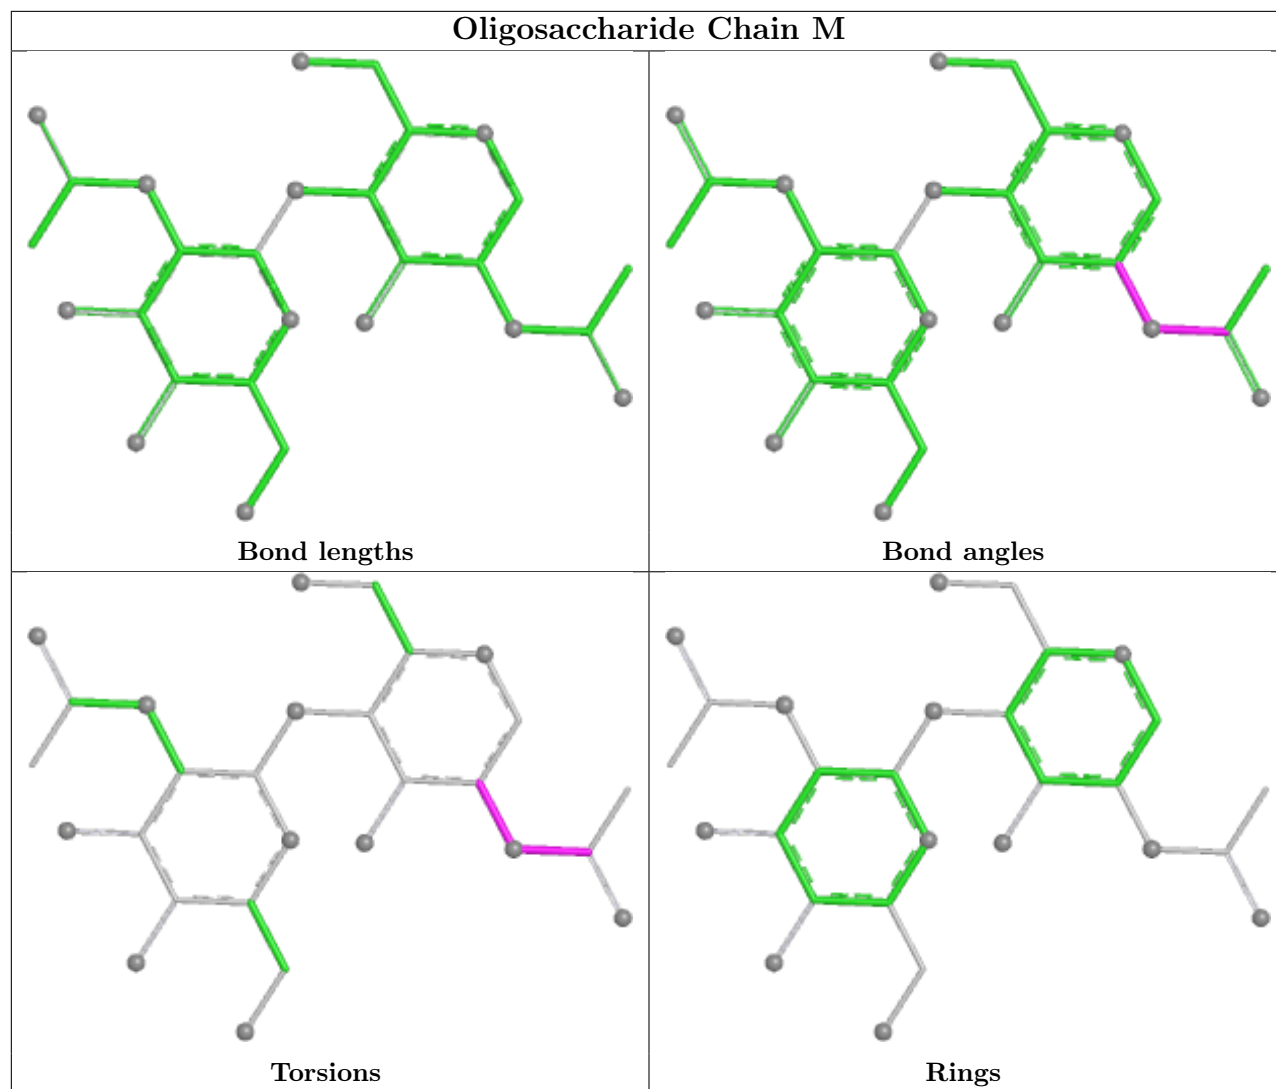 Oligosaccharide Chain M
Bond lengths
Bond angles
Torsions
Rings